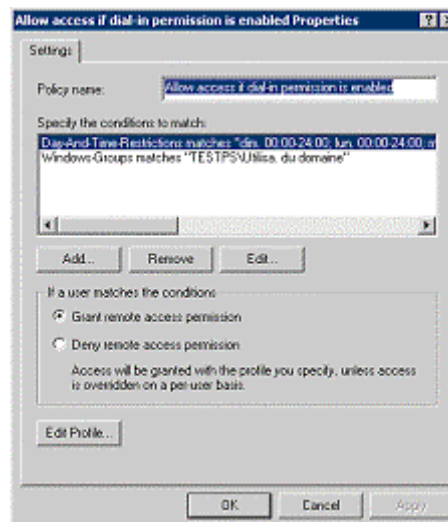 Allow access if dial-in permission is enabled Properties
Settings
Policy name:
Allow access if dial-in permission is enabled
Specify the conditions to match:
Day-And-Time-Restrictions matches "dim. 00:00-24:00; lun. 00:00-24:00; m
Windows-Groups matches "TESTPS\Utilisa. du domaine"
Add...
Remove
Edit...
If a user matches the conditions
Grant remote access permission
Deny remote access permission
Access will be granted with the profile you specify, unless access
is overridden on a per-user basis.
Edit Profile...
OK
Cancel
Apply